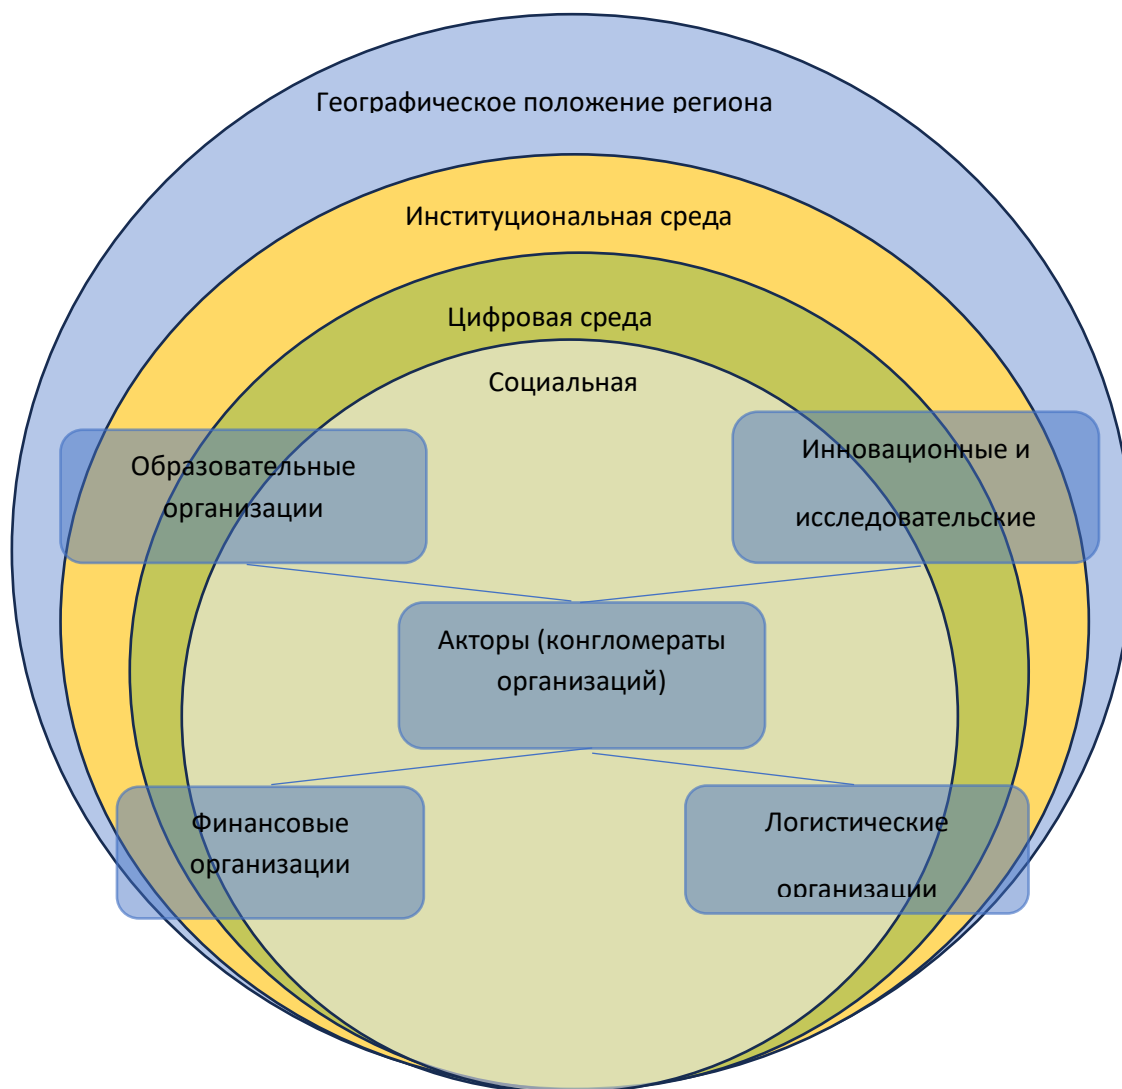 Географическое положение региона
Институциональная среда
Цифровая среда
Социальная
Образовательные
организации
Инновационные и
исследовательские
Акторы (конгломераты
организаций)
Финансовые
организации
Логистические
организации